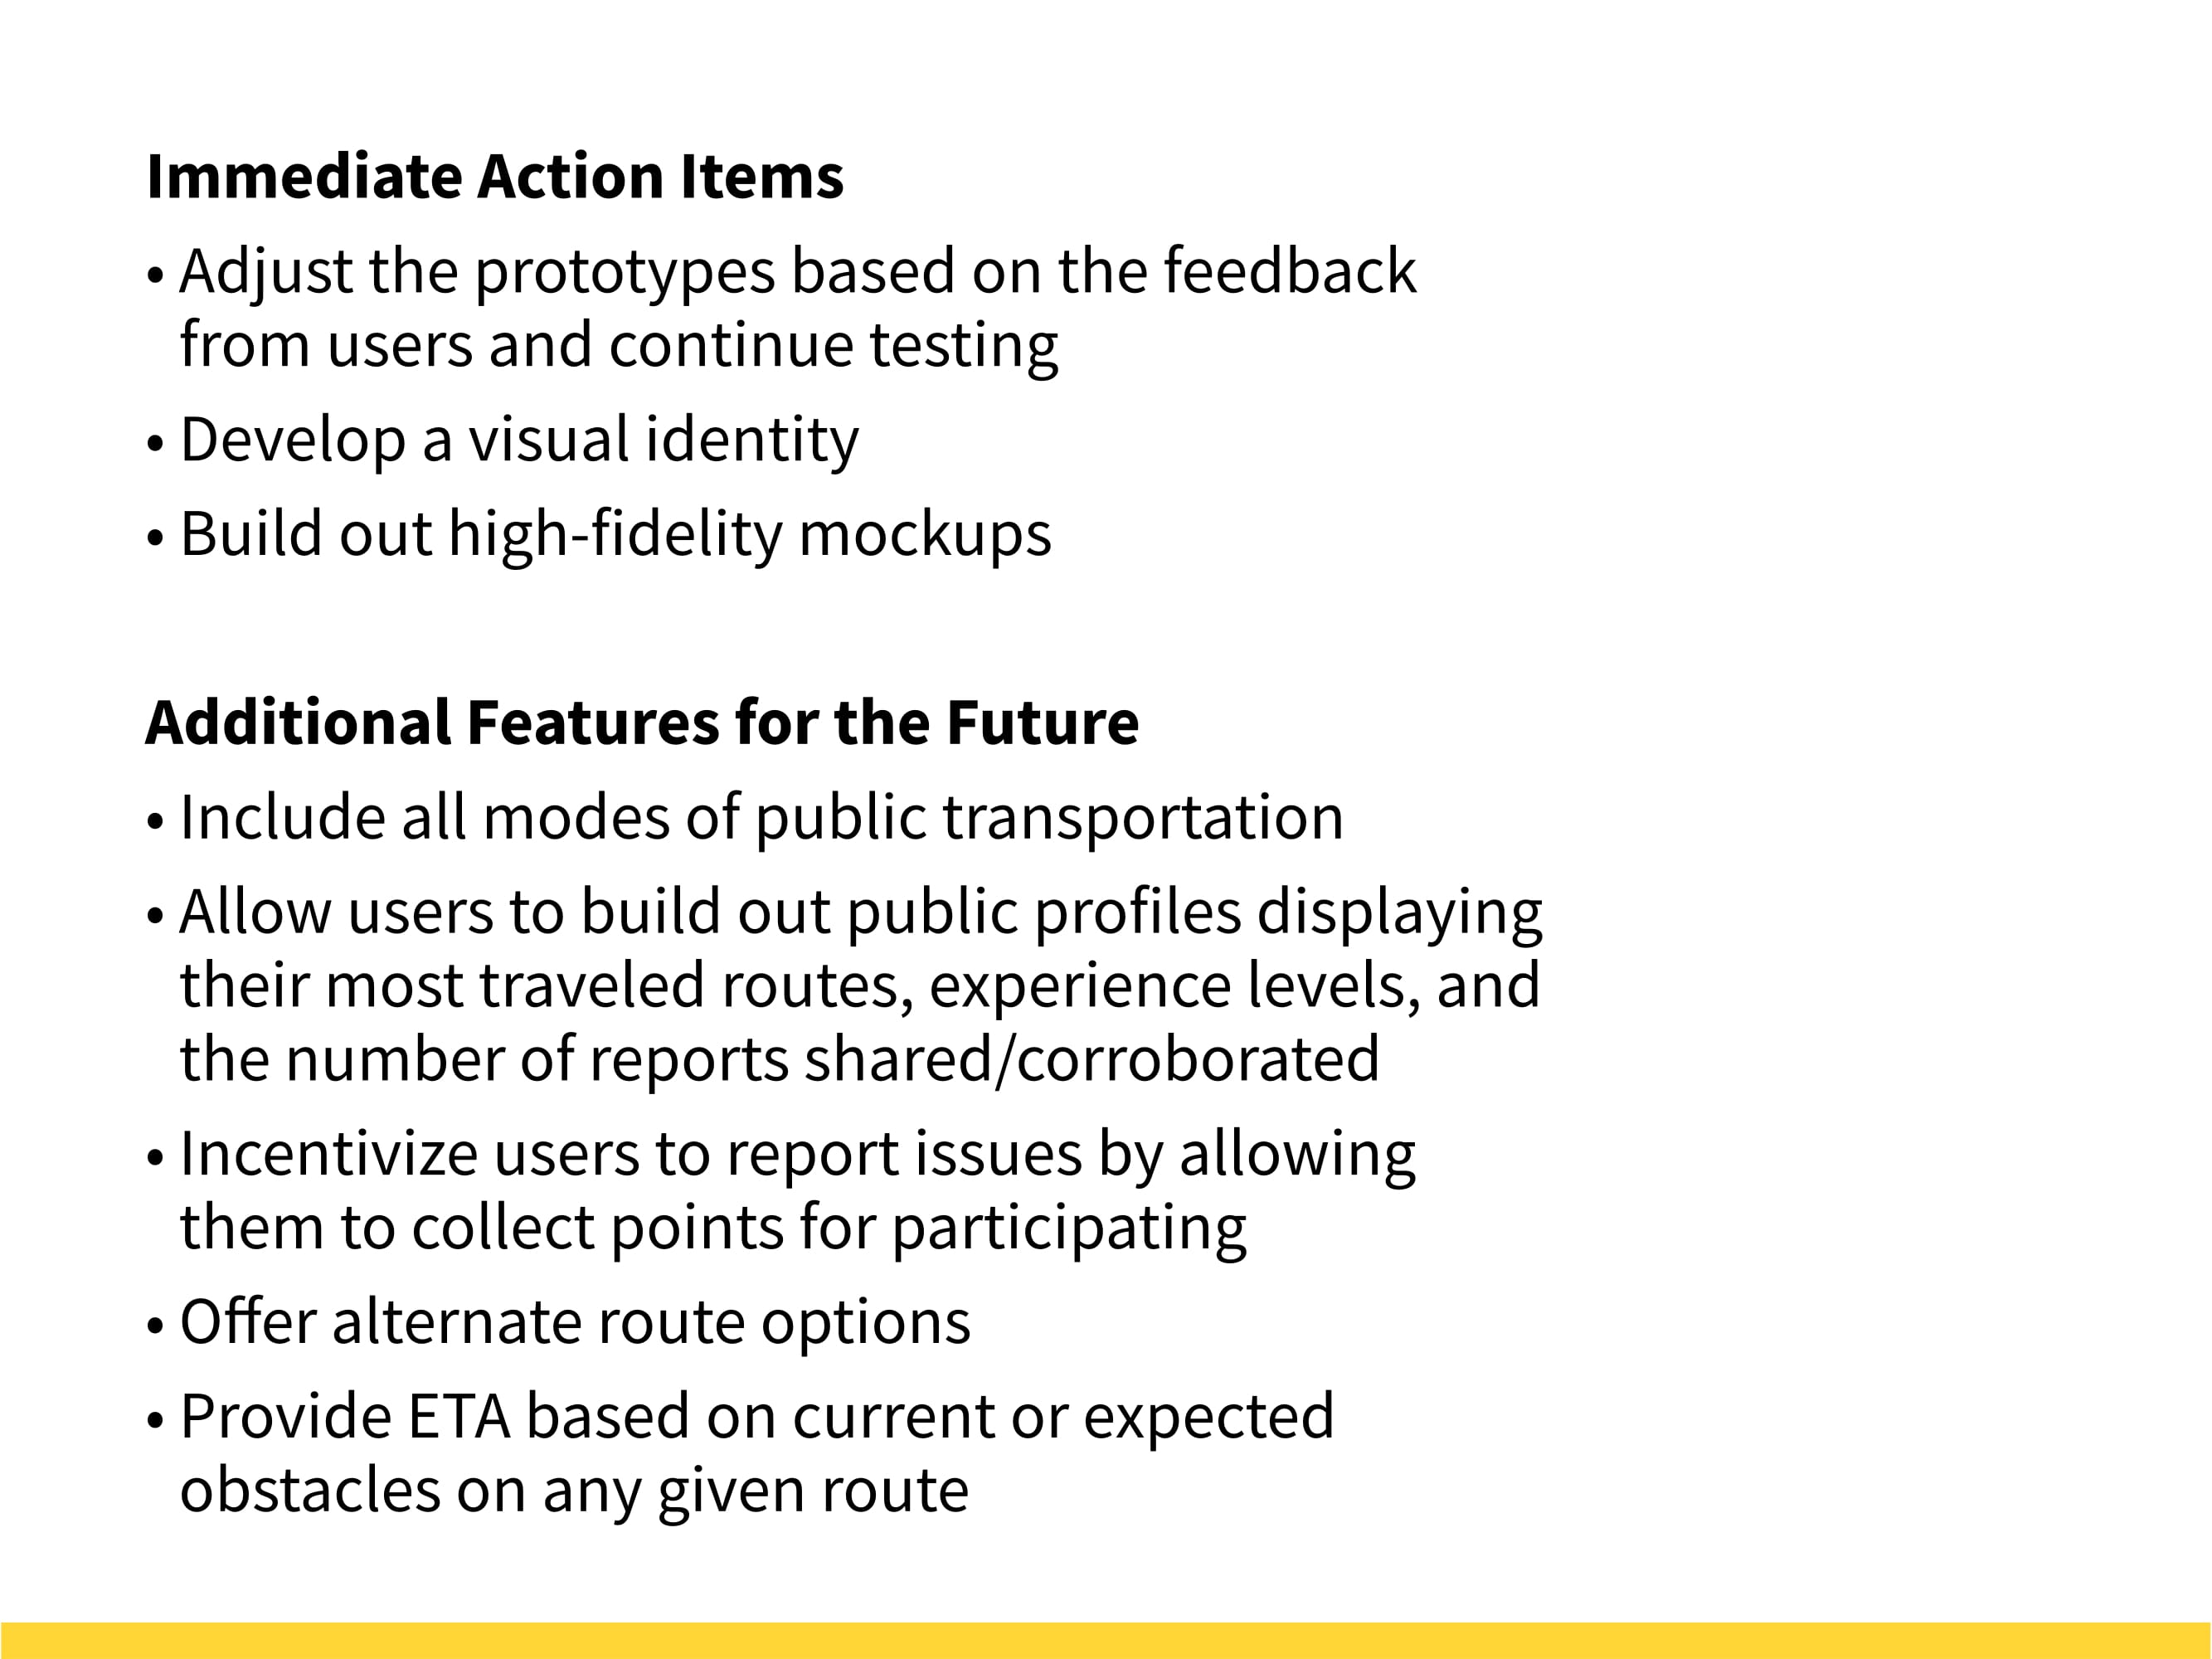 Immediate Action Items
• Adjust the prototypes based on the feedback
from users and continue testing
• Develop a visual identity
• Build out high-fidelity mockups
Additional Features for the Future
• Include all modes of public transportation
• Allow users to build out public profiles displaying
their most traveled routes, experience levels, and
the number of reports shared/corroborated
• Incentivize users to report issues by allowing
them to collect points for participating
• Offer alternate route options
• Provide ETA based on current or expected
obstacles on any given route